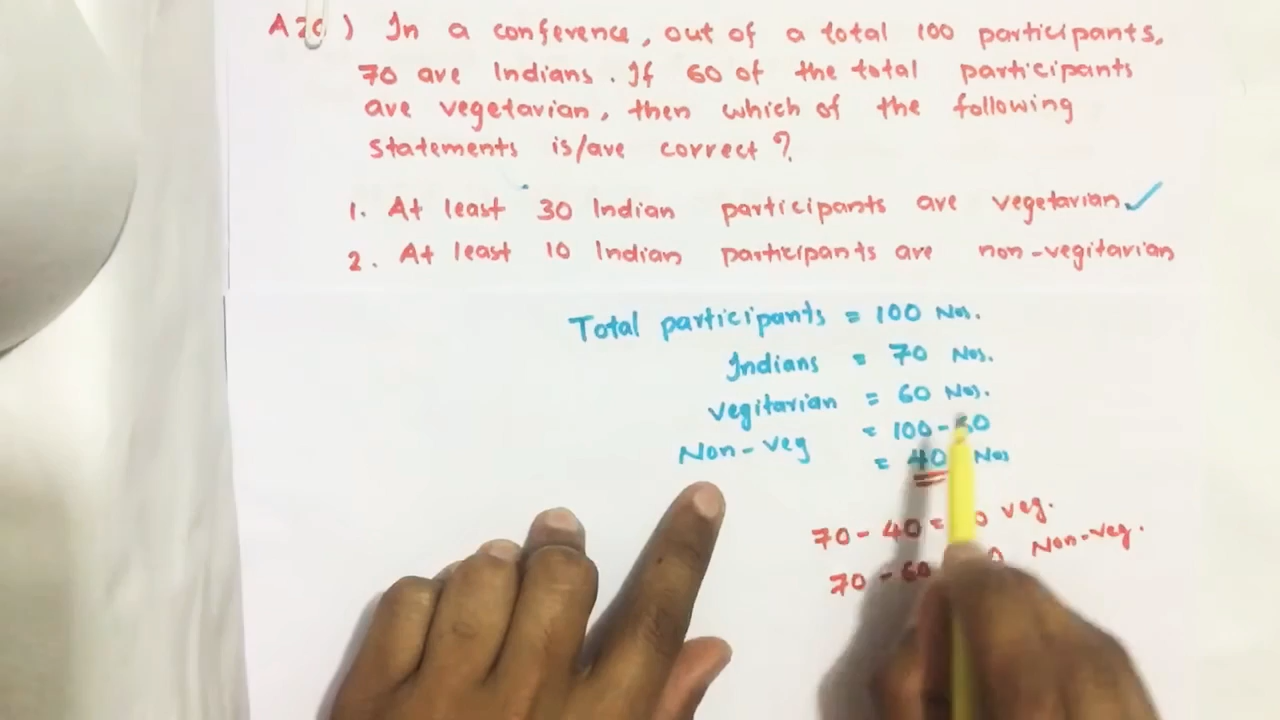 A20) In a conference, out of a total 100 participants,
70 are Indians. If 60 of the total participants
are vegetarian, then which of the following
statements is/are correct?
1. At least 30 Indian participants are vegetarian ✓
2. At least 10 Indian participants are non-vegitarian
Total participants = 100 Nos.
Indians = 70 Nos.
Vegitarian = 60 Nos.
Non-veg = 100 - 60
= 40 Nos
70 - 40 = veg.
70 - 60 Non-veg.